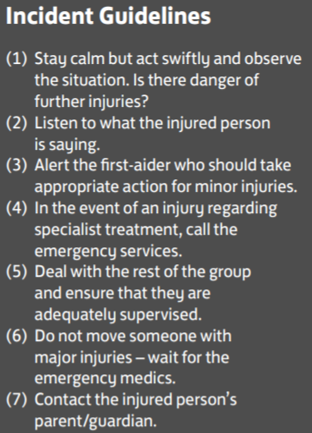 Incident Guidelines
(1) Stay calm but act swiftly and observe
the situation. Is there danger of
further injuries?
(2) Listen to what the injured person
is saying.
(3) Alert the first-aider who should take
appropriate action for minor injuries.
(4) In the event of an injury regarding
specialist treatment, call the
emergency services.
(5) Deal with the rest of the group
and ensure that they are
adequately supervised.
(6) Do not move someone with
major injuries – wait for the
emergency medics.
(7) Contact the injured person's
parent/guardian.